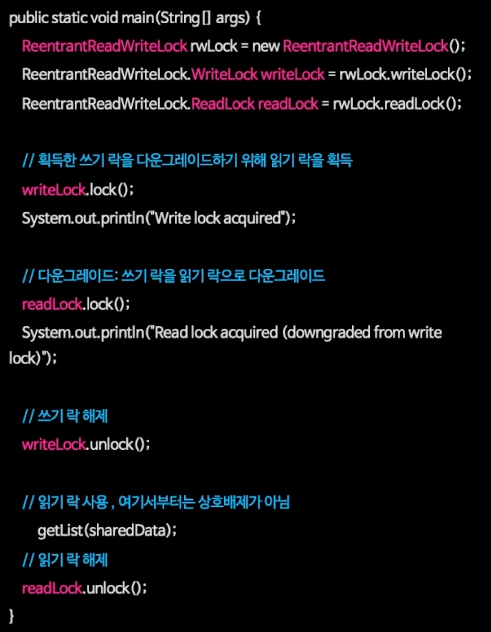 public static void main(String[] args) {
ReentrantReadWriteLock rwLock = new ReentrantReadWriteLock();
ReentrantReadWriteLock.WriteLock writeLock = rwLock.writeLock();
ReentrantReadWriteLock.ReadLock readLock = rwLock.readLock();
// 획득한 쓰기 락을 다운그레이드하기 위해 읽기 락을 획득
writeLock.lock();
System.out.println("Write lock acquired");
// 다운그레이드: 쓰기 락을 읽기 락으로 다운그레이드
readLock.lock();
System.out.println("Read lock acquired (downgraded from write
lock)");
// 쓰기 락 해제
writeLock.unlock();
// 읽기 락 사용 , 여기서부터는 상호배제가 아님
getList(sharedData);
// 읽기 락 해제
readLock.unlock();
}